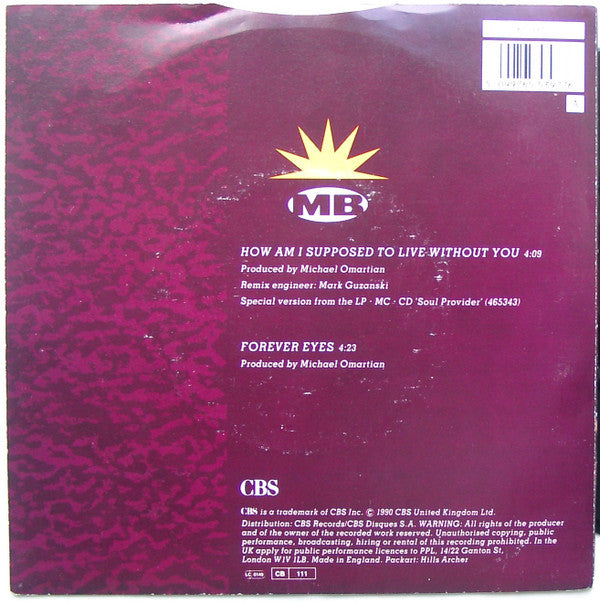 MB
HOW AM I SUPPOSED TO LIVE WITHOUT YOU 4:09
Produced by Michael Omartian
Remix engineer: Mark Guzanski
Special version from the LP · MC · CD 'Soul Provider' (465343)
FOREVER EYES 4:23
Produced by Michael Omartian
CBS
CBS is a trademark of CBS Inc. © 1990 CBS United Kingdom Ltd.
Distribution: CBS Records/CBS Disques S.A. WARNING: All rights of the producer
and of the owner of the recorded work reserved. Unauthorised copying, public
performance, broadcasting, hiring or rental of this recording prohibited. In the
UK apply for public performance licences to PPL, 14/22 Ganton St,
London W1V 1LB. Made in England. Packart: Hills Archer
LC 0149 CB 111